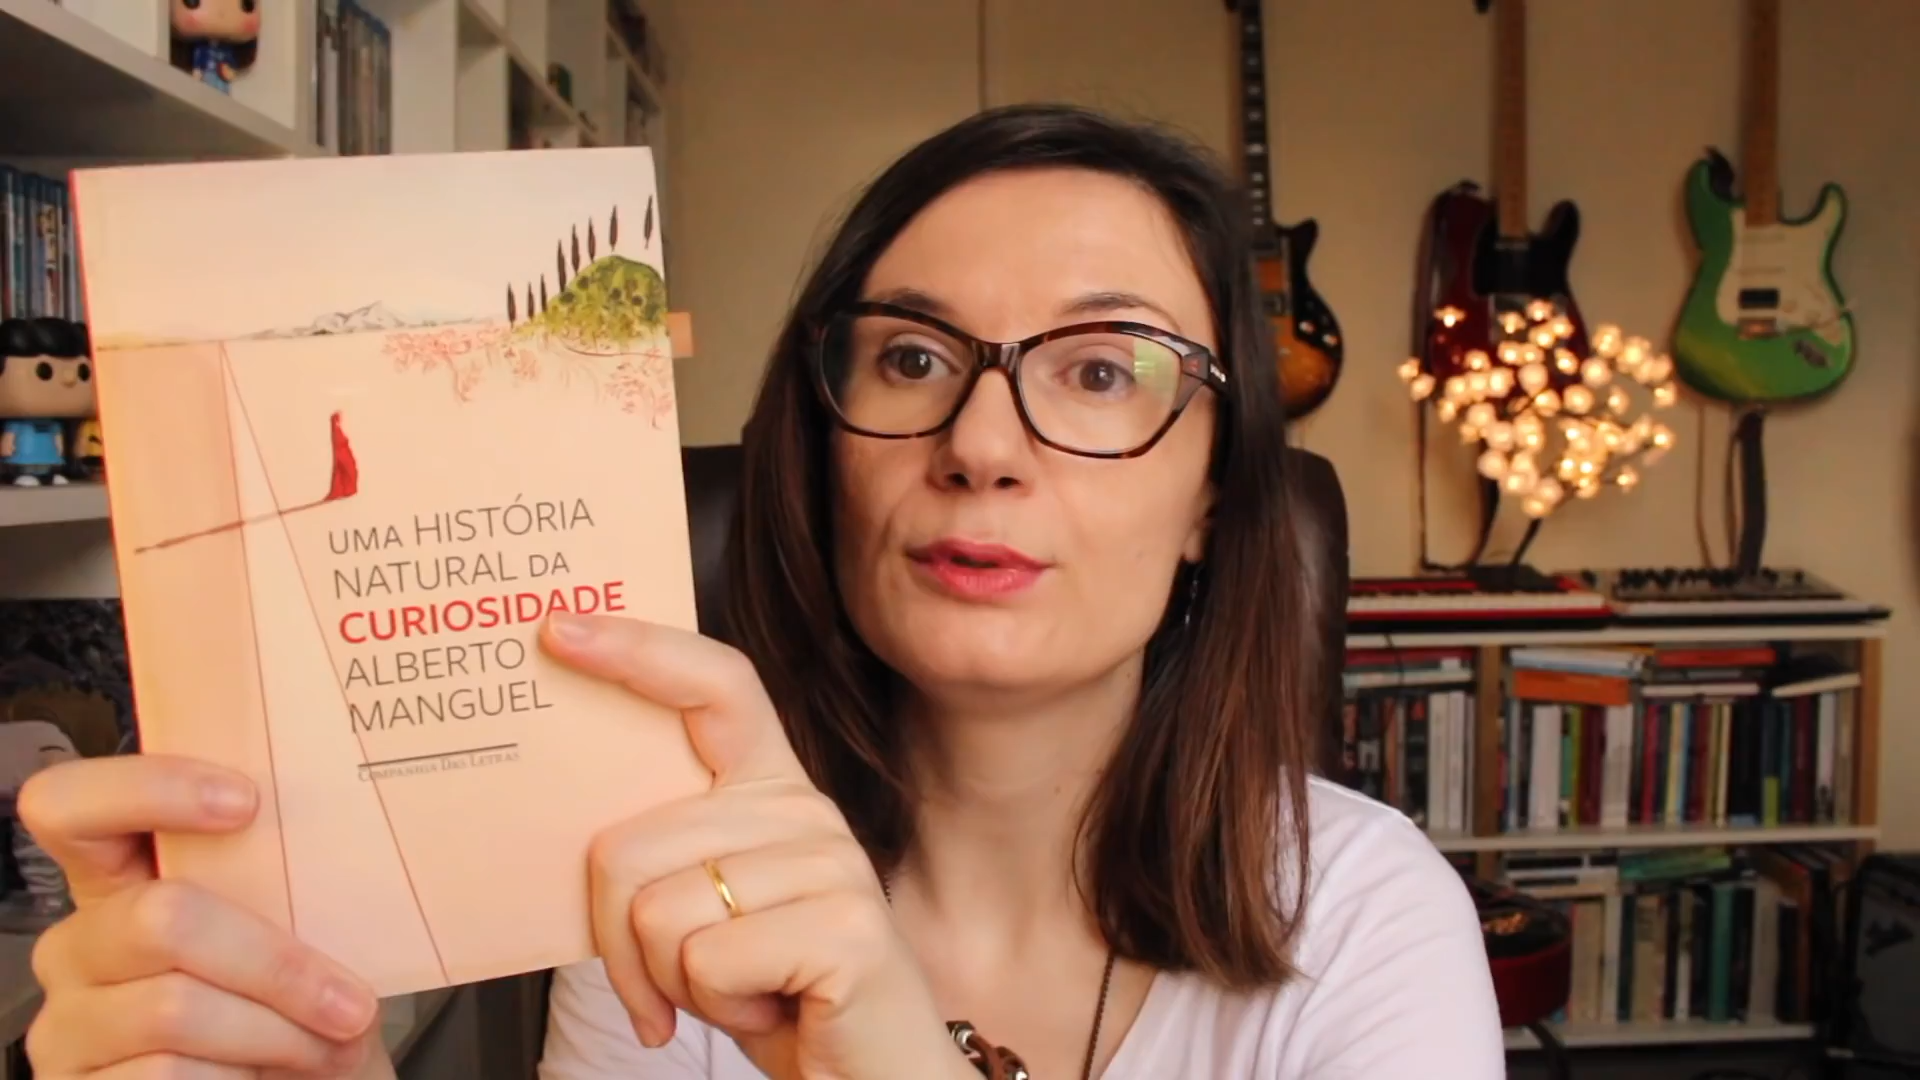 UMA HISTÓRIA
NATURAL DA
CURIOSIDADE
ALBERTO
MANGUEL
COMPANHIA DAS LETRAS